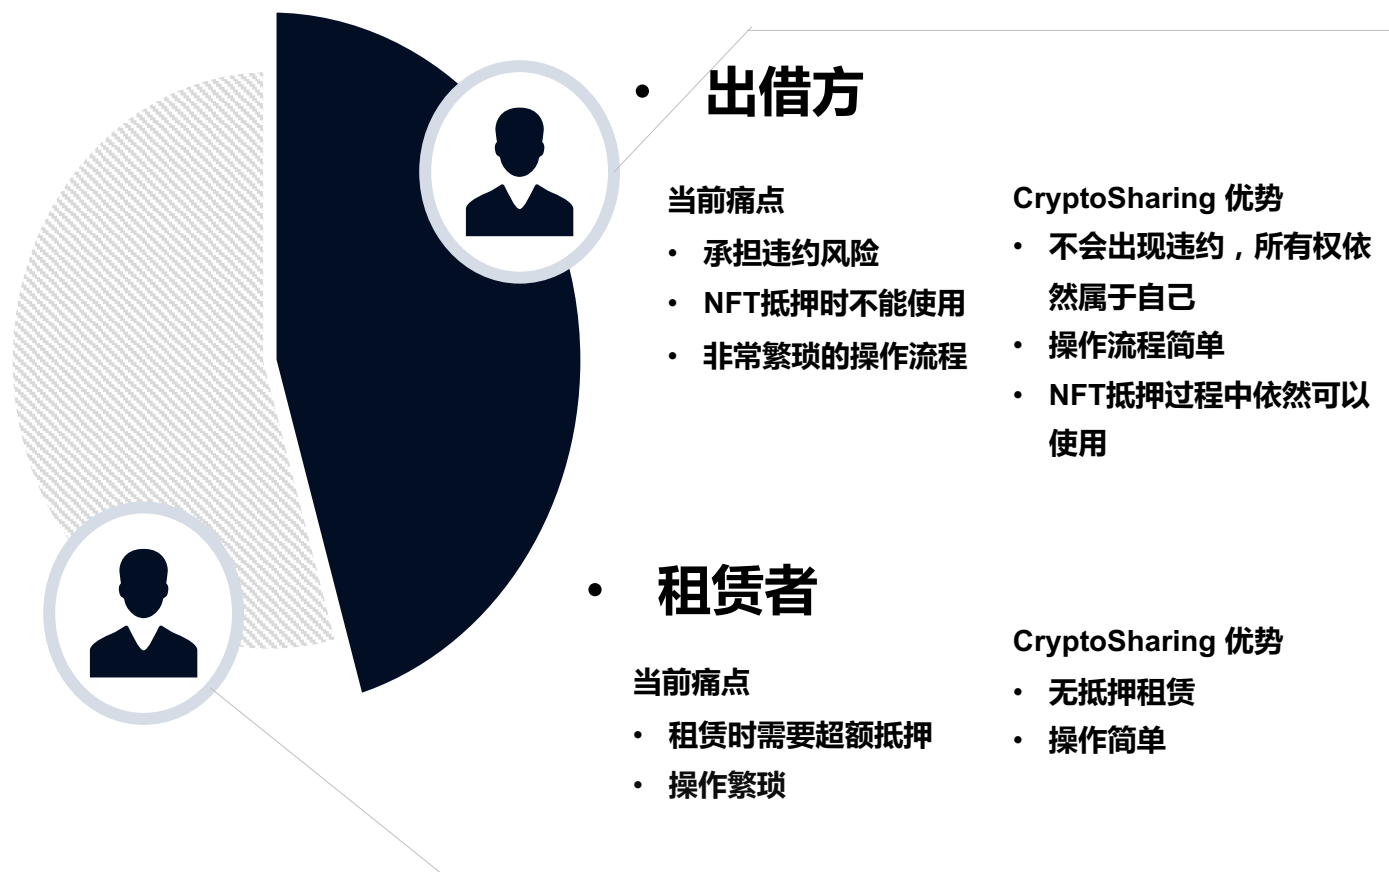 • 出借方
当前痛点
• 承担违约风险
• NFT抵押时不能使用
• 非常繁琐的操作流程
CryptoSharing 优势
• 不会出现违约，所有权依
然属于自己
• 操作流程简单
• NFT抵押过程中依然可以
使用
• 租赁者
当前痛点
• 租赁时需要超额抵押
• 操作繁琐
CryptoSharing 优势
• 无抵押租赁
• 操作简单